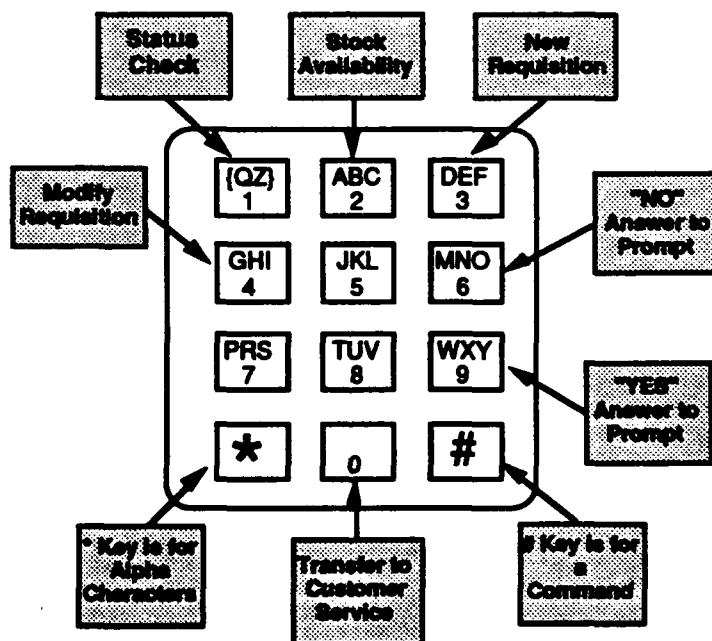 Status
Check
Stock
Availability
New
Requisition
Modify
Requisition
{QZ}
1
ABC
2
DEF
3
"NO"
Answer to
Prompt
GHI
4
JKL
5
MNO
6
PRS
7
TUV
8
WXY
9
"YES"
Answer to
Prompt
*
0
#
* Key is for
Alpha
Characters
Transfer to
Customer
Service
# Key is for
a
Command